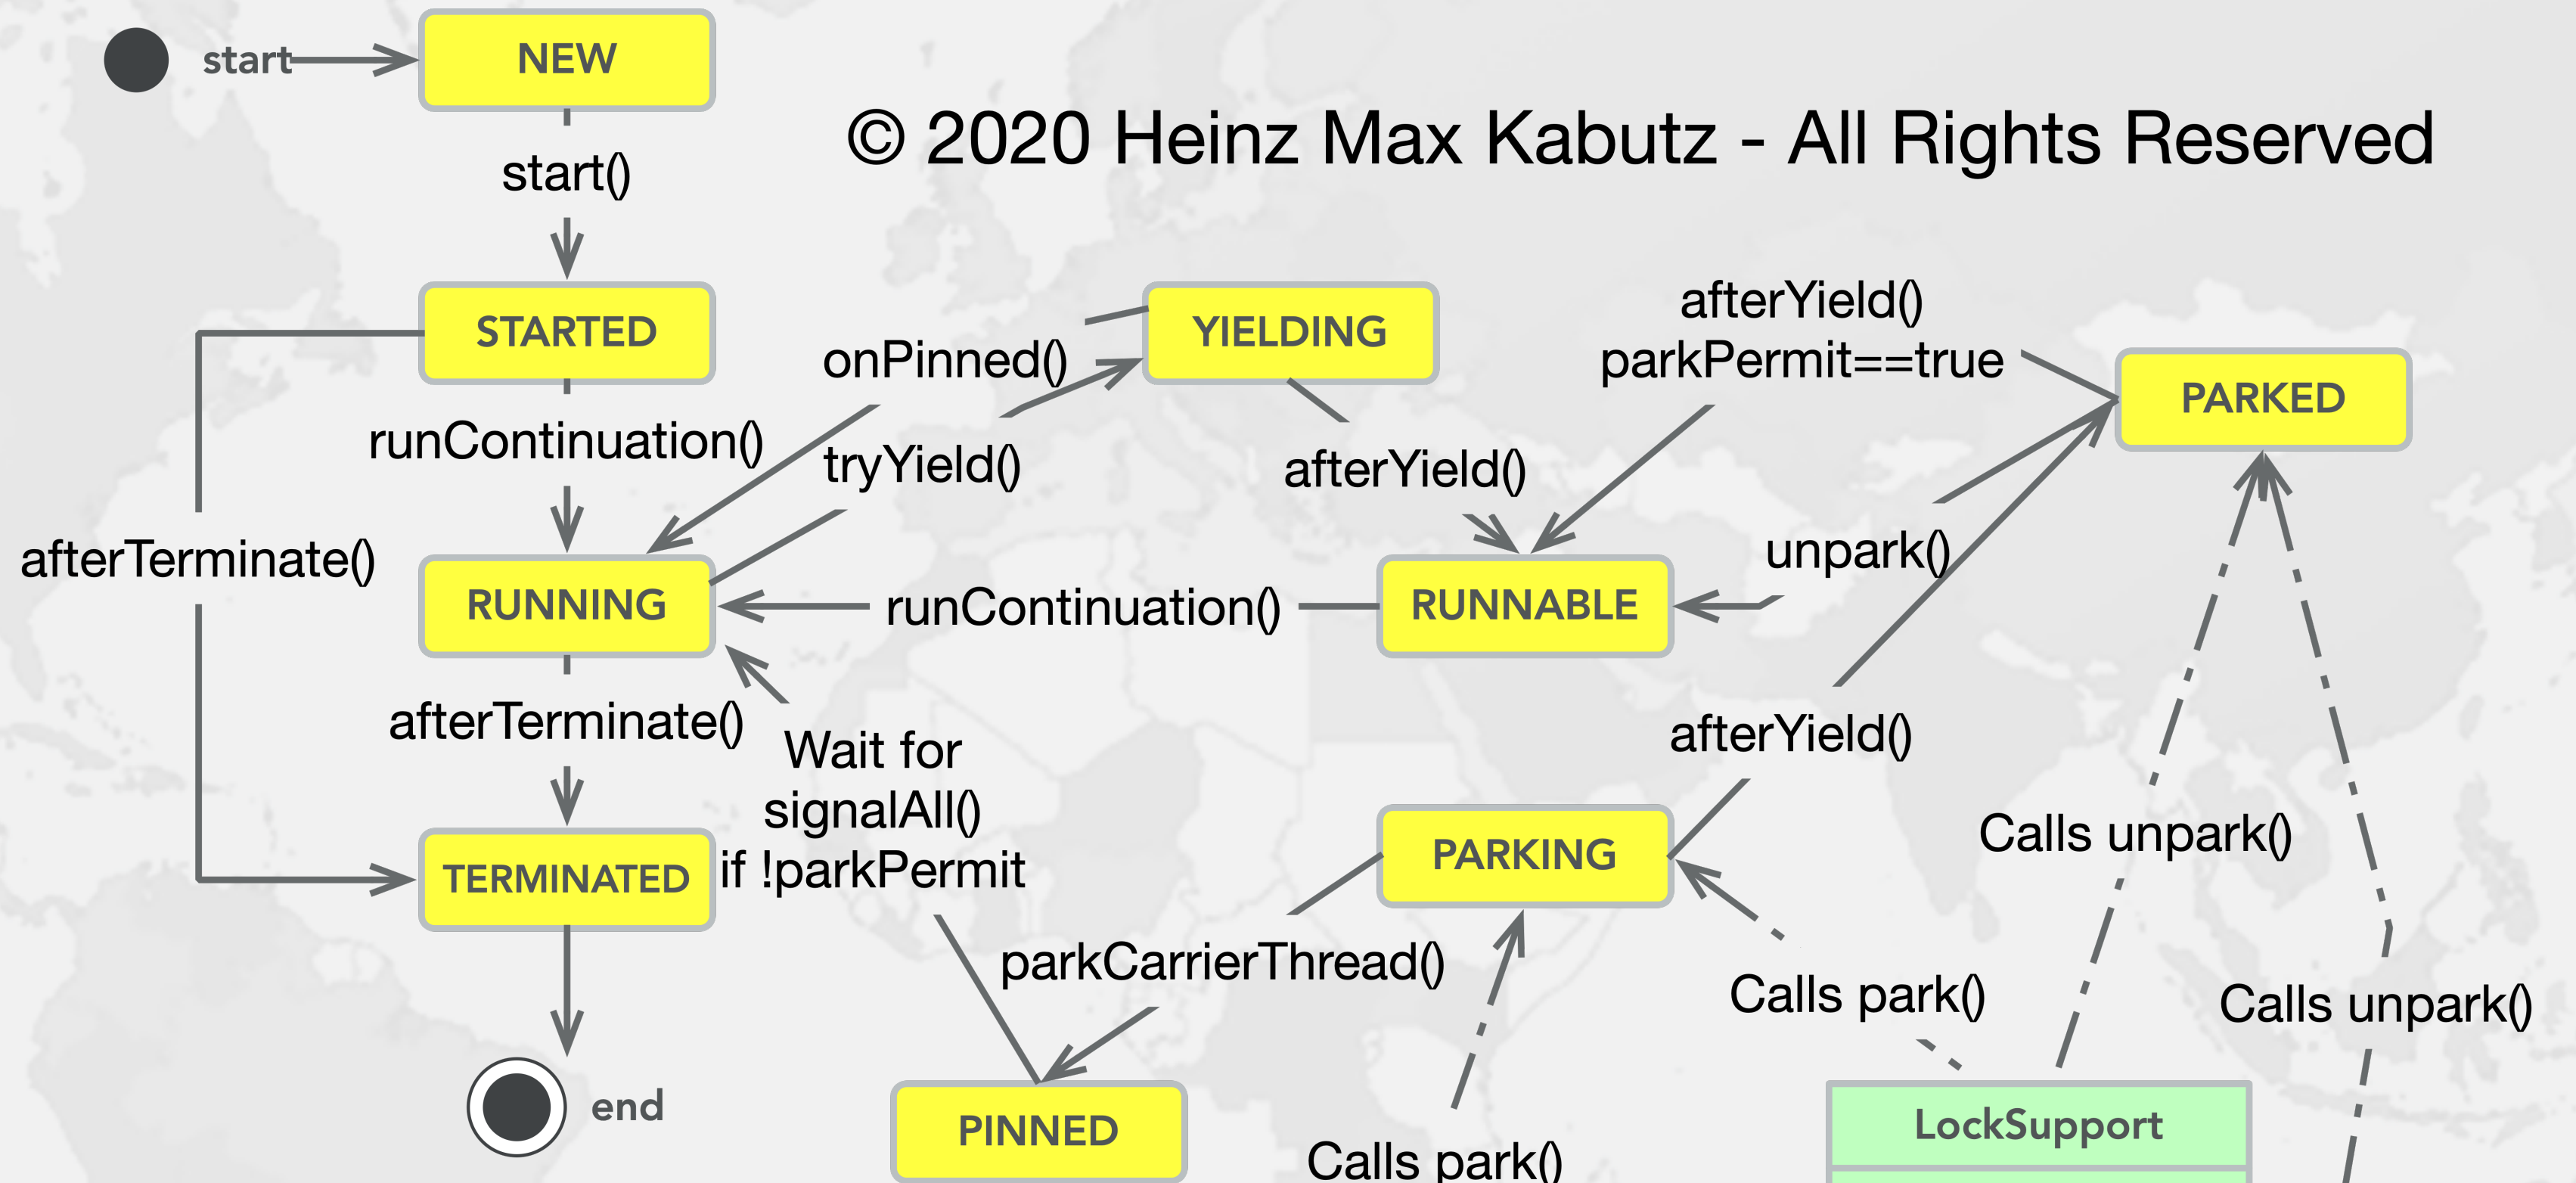 start
NEW
© 2020 Heinz Max Kabutz - All Rights Reserved
start()
STARTED
YIELDING
afterYield()
parkPermit==true
PARKED
onPinned()
runContinuation()
tryYield()
afterYield()
unpark()
afterTerminate()
RUNNING
runContinuation()
RUNNABLE
afterTerminate()
Wait for
signalAll()
if !parkPermit
afterYield()
TERMINATED
PARKING
Calls unpark()
parkCarrierThread()
Calls park()
Calls unpark()
end
PINNED
Calls park()
LockSupport